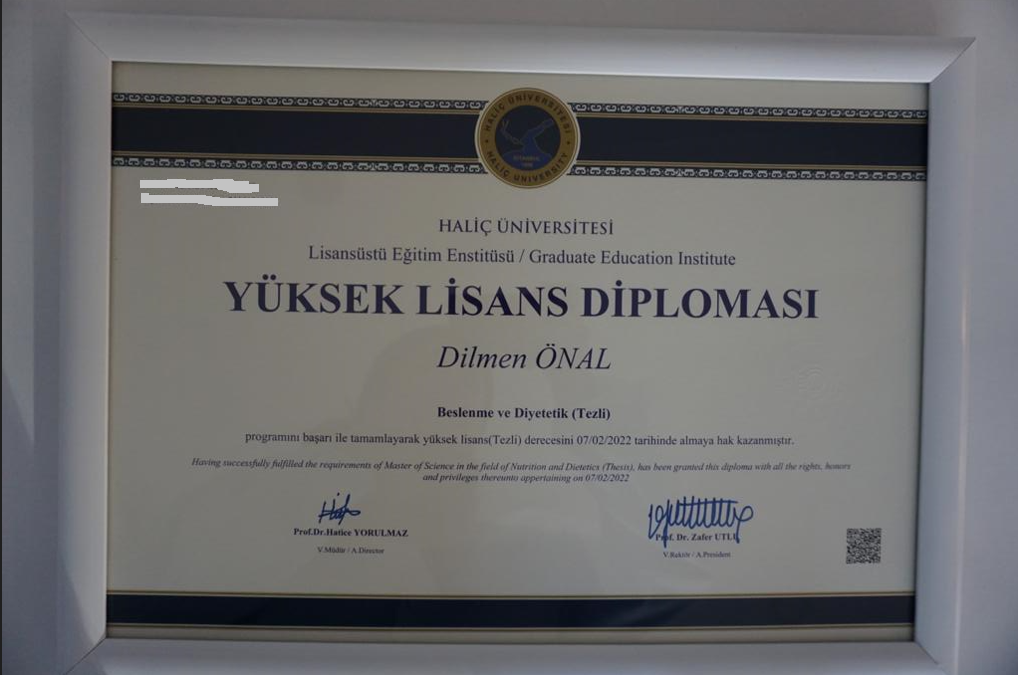 HALİÇ ÜNİVERSİTESİ
HALİÇ UNIVERSITY
İSTANBUL
1998
HALİÇ ÜNİVERSİTESİ
Lisansüstü Eğitim Enstitüsü / Graduate Education Institute
YÜKSEK LİSANS DİPLOMASI
Dilmen ÖNAL
Beslenme ve Diyetetik (Tezli)
programını başarı ile tamamlayarak yüksek lisans(Tezli) derecesini 07/02/2022 tarihinde almaya hak kazanmıştır.
Having successfully fulfilled the requirements of Master of Science in the field of Nutrition and Dietetics (Thesis), has been granted this diploma with all the rights, honors
and privileges thereunto appertaining on 07/02/2022
Prof.Dr.Hatice YORULMAZ
V.Müdür / A.Director
Prof. Dr. Zafer UTLU
V.Rektör / A.President